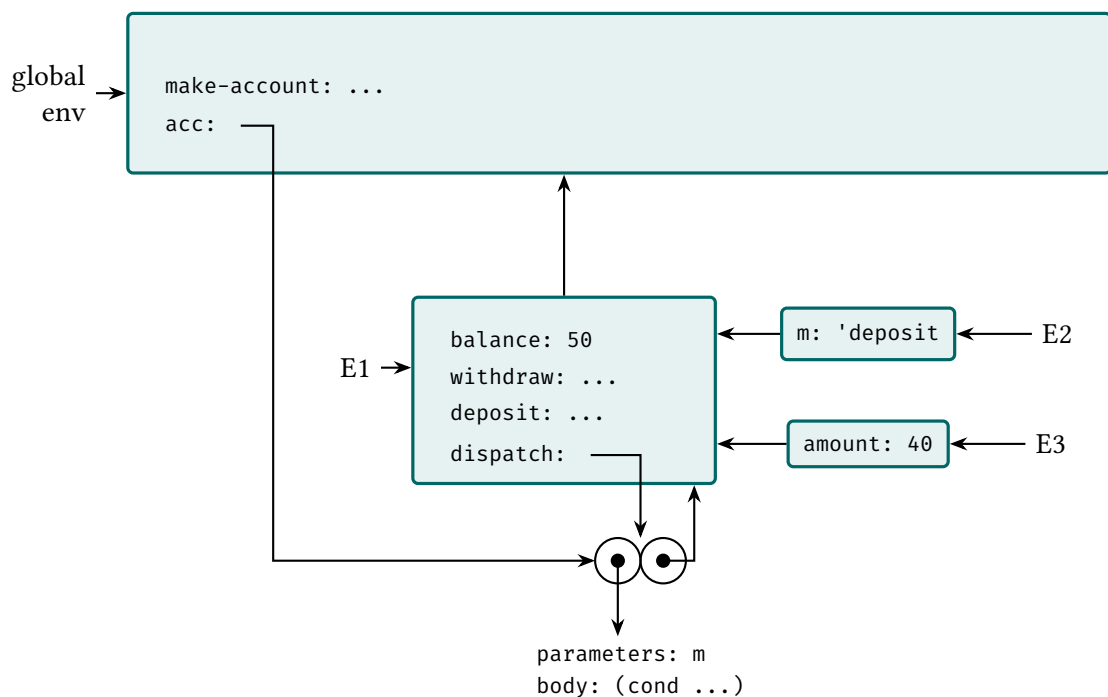 global
env
make-account: ...
acc:
E1
balance: 50
withdraw: ...
deposit: ...
dispatch:
m: 'deposit
E2
amount: 40
E3
parameters: m
body: (cond ...)